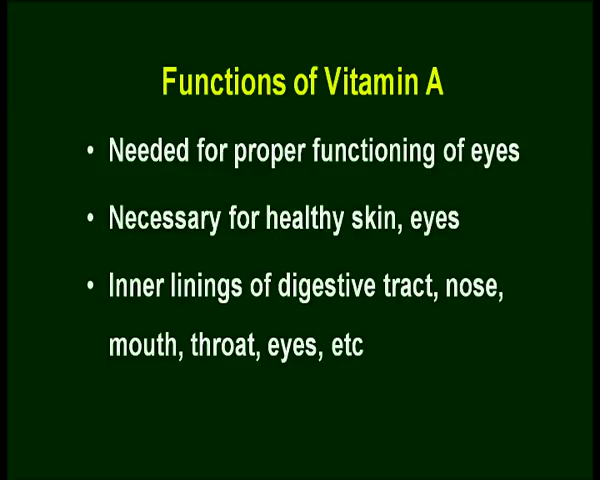 Functions of Vitamin A
• Needed for proper functioning of eyes
• Necessary for healthy skin, eyes
• Inner linings of digestive tract, nose,
mouth, throat, eyes, etc